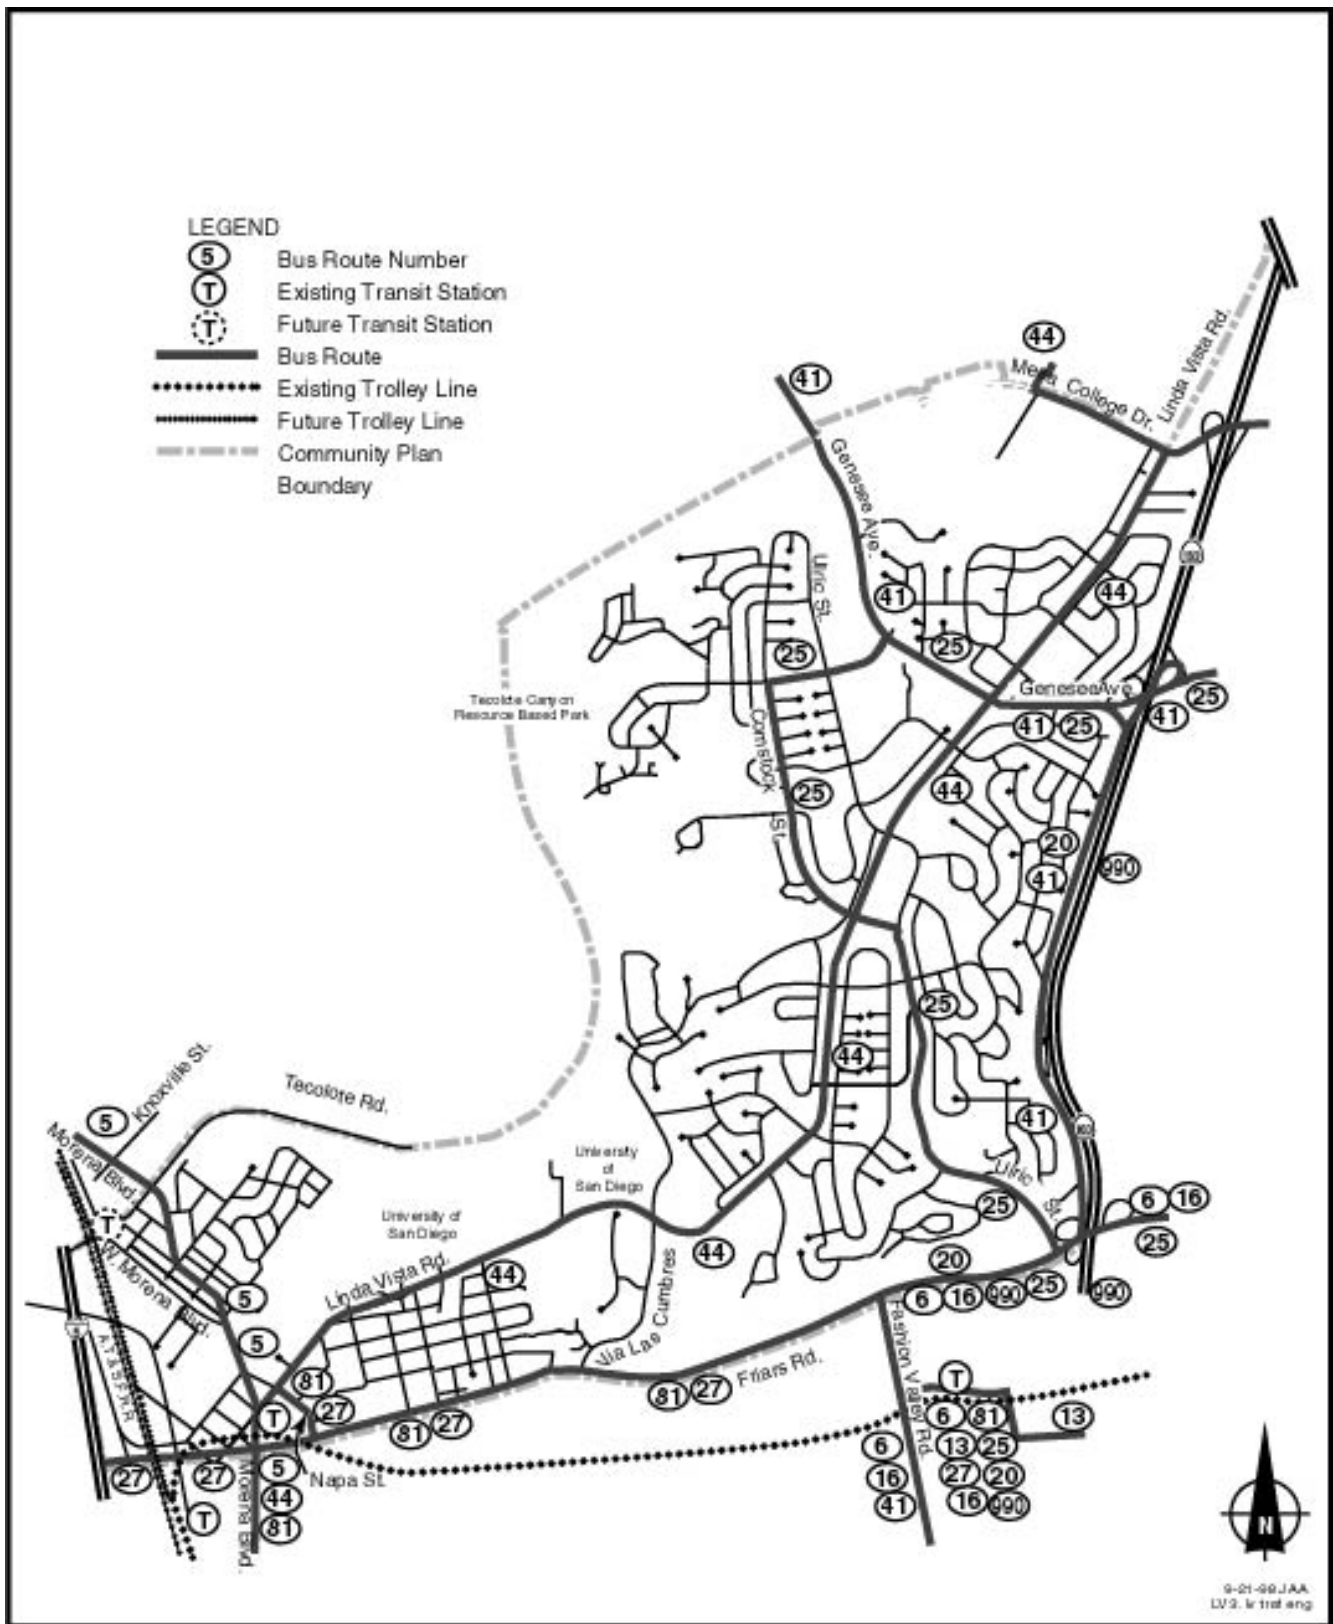 LEGEND
5 Bus Route Number
T Existing Transit Station
T Future Transit Station
Bus Route
Existing Trolley Line
Future Trolley Line
Community Plan
Boundary
44
41
Mesa College Dr.
Linda Vista Rd.
Genesee Ave.
Ulric St.
41
44
25
25
Genesee Ave.
25
41
41
25
Tecolote Canyon
Resource Based Park
Comstock St.
25
44
20
990
41
25
44
41
Knoxville St.
Tecolote Rd.
5
Morena Blvd.
University
of
San Diego
Ulric St.
25
6
16
25
University of
San Diego
44
T
N. Morena Blvd.
Linda Vista Rd.
44
20
6
16
990
25
990
5
5
5
A.T.& S.F.R.R
Via Las Cumbres
Fashion Valley Rd.
Friars Rd.
81
27
81
27
T
27
81
27
T
6
81
13
13
25
27
20
16
990
6
16
41
27
27
Napa St.
5
44
81
T
Morena Blvd.
N
9-21-98 JAA